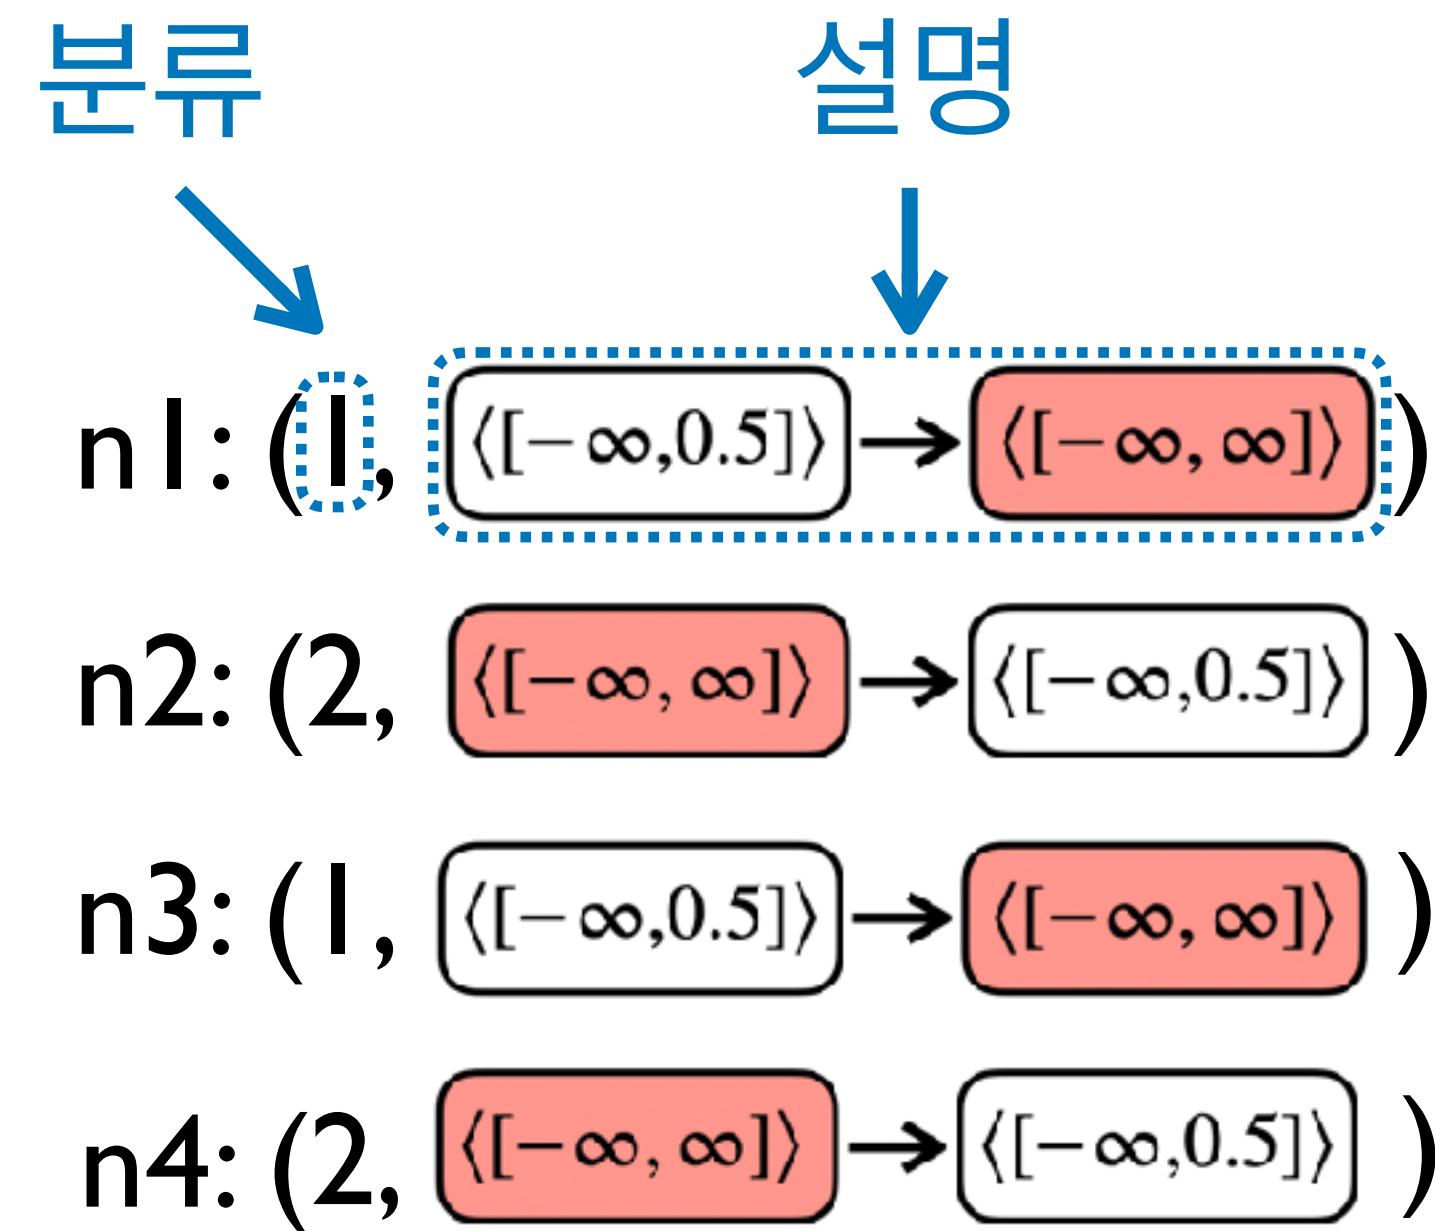 분류 설명
n1: (1, ⟨[−∞,0.5]⟩ → ⟨[−∞, ∞]⟩ )
n2: (2, ⟨[−∞, ∞]⟩ → ⟨[−∞,0.5]⟩ )
n3: (1, ⟨[−∞,0.5]⟩ → ⟨[−∞, ∞]⟩ )
n4: (2, ⟨[−∞, ∞]⟩ → ⟨[−∞,0.5]⟩ )